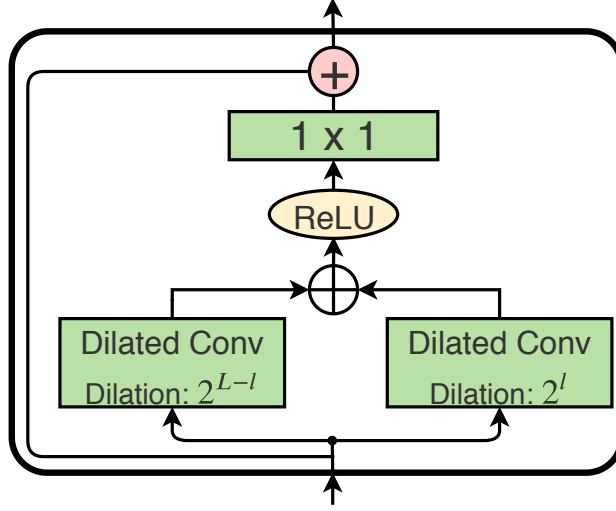 +
1 x 1
ReLU
Dilated Conv
Dilation: 2^{L-l}
Dilated Conv
Dilation: 2^l